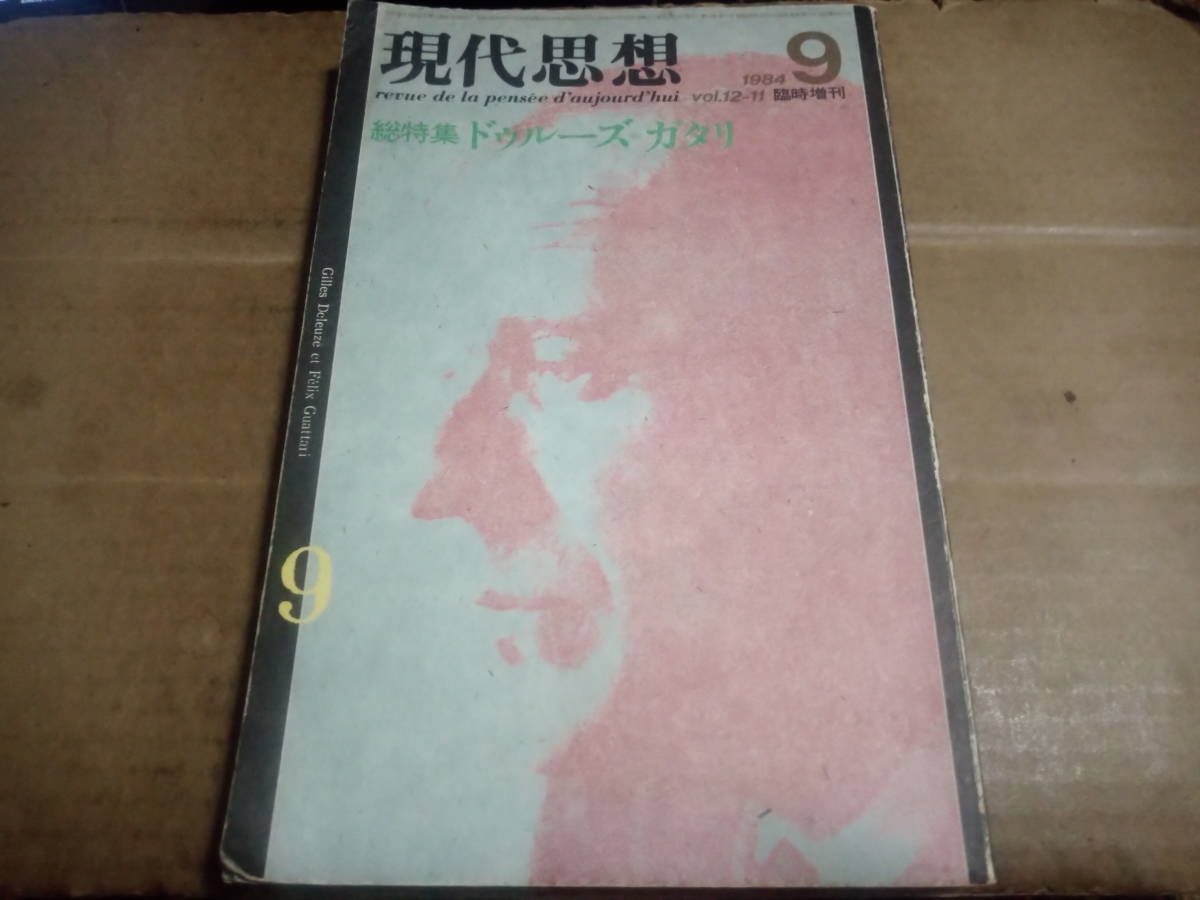 現代思想
1984 9
revue de la pensée d'aujourd'hui vol.12-11 臨時増刊
総特集 ドゥルーズ・ガタリ
Gilles Deleuze et Félix Guattari
9